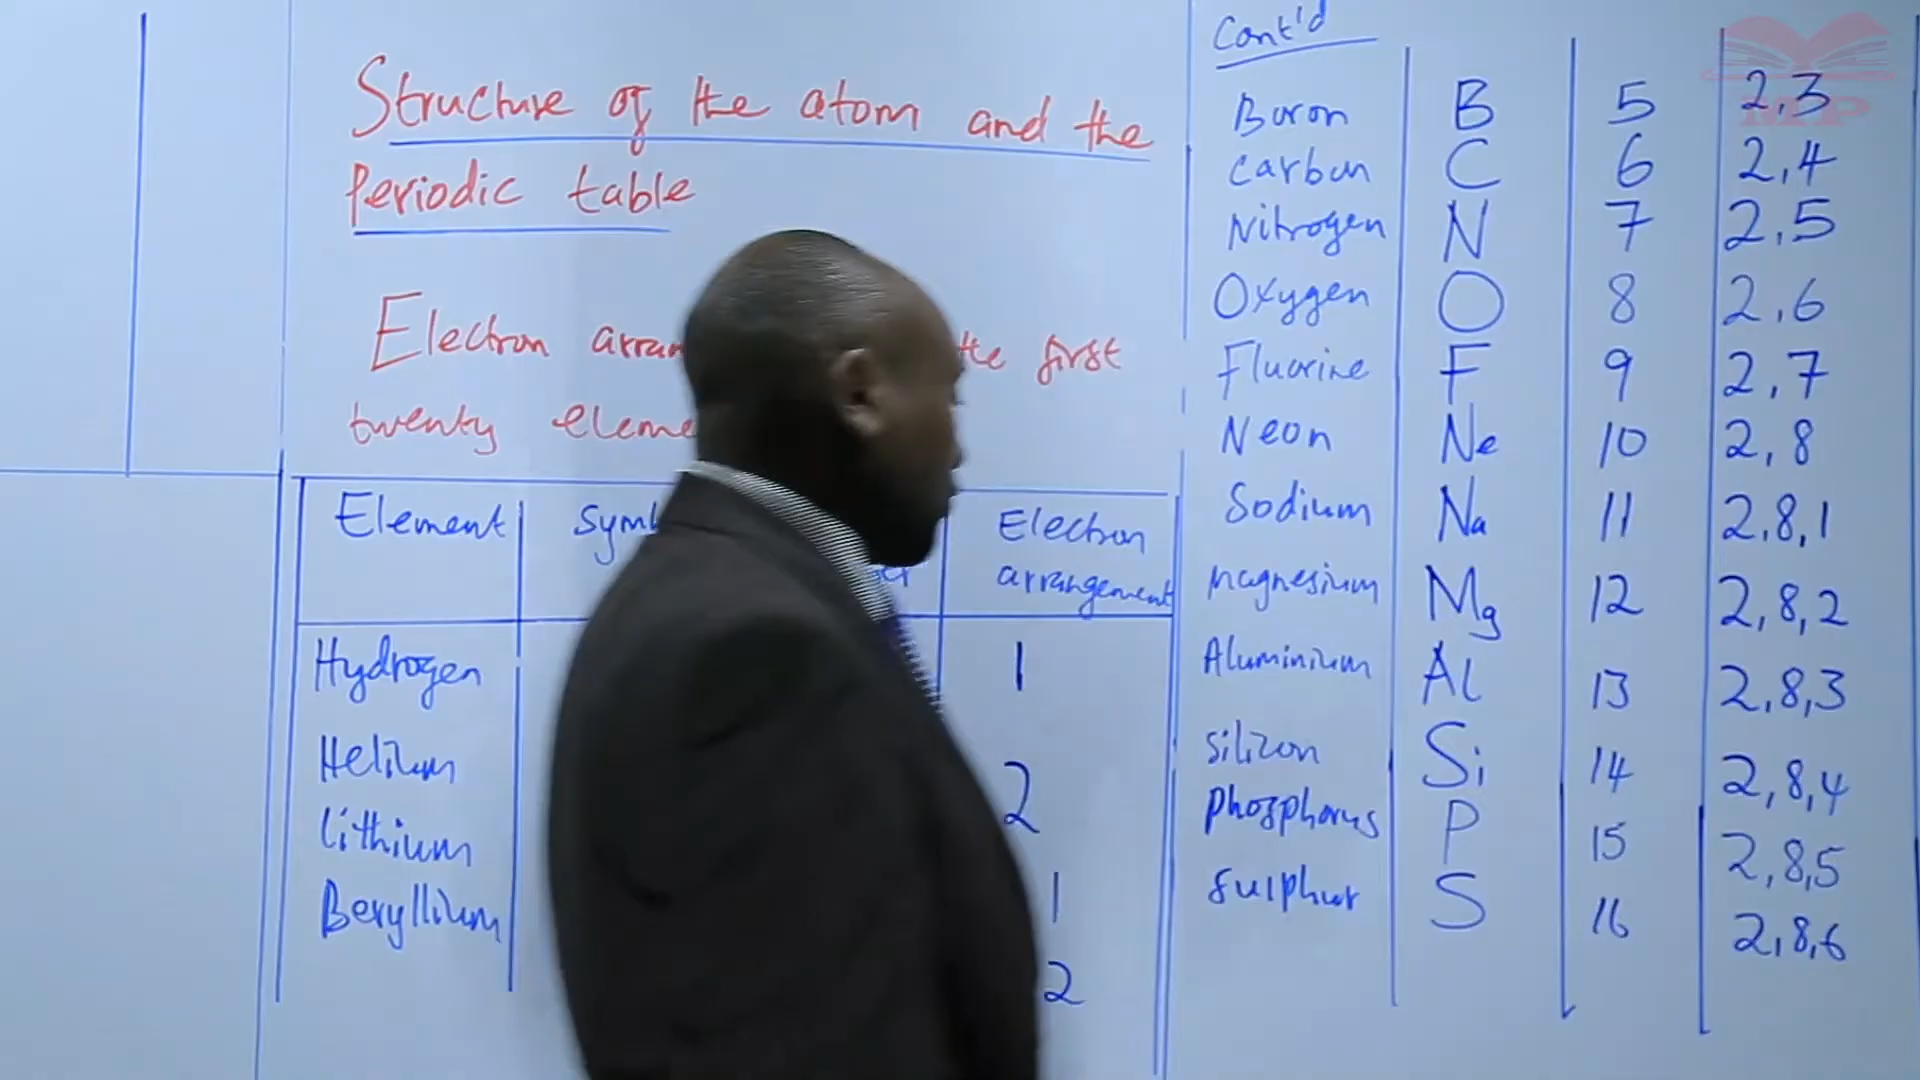 Structure of the atom and the
Periodic table
Electron arran the first
twenty eleme
Element Symb Electron
arrangement
Hydrogen 1
Helium 2
Lithium 1
Beryllium 2
Cont'd
Boron B 5 2,3
Carbon C 6 2,4
Nitrogen N 7 2,5
Oxygen O 8 2,6
Fluorine F 9 2,7
Neon Ne 10 2,8
Sodium Na 11 2,8,1
Magnesium Mg 12 2,8,2
Aluminium Al 13 2,8,3
Silicon Si 14 2,8,4
Phosphorus P 15 2,8,5
Sulphur S 16 2,8,6
MP